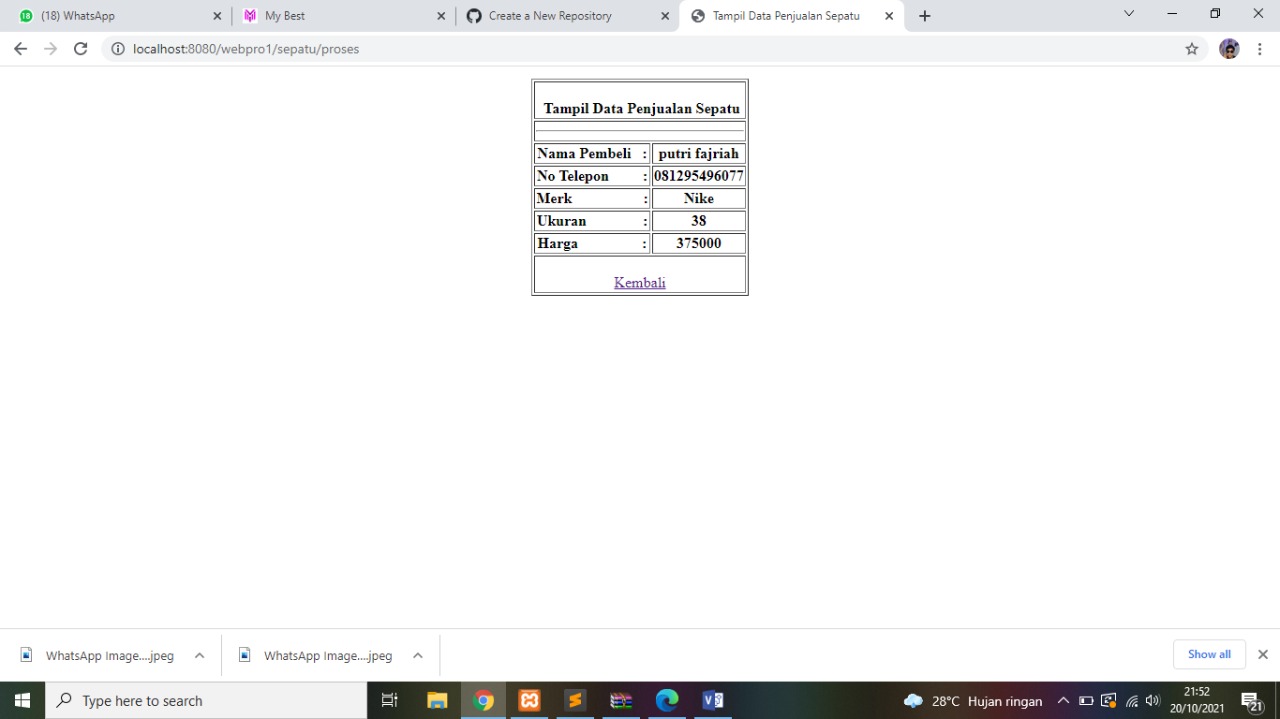 (18) WhatsApp
My Best
Create a New Repository
Tampil Data Penjualan Sepatu
localhost:8080/webpro1/sepatu/proses
Tampil Data Penjualan Sepatu
Nama Pembeli : putri fajriah
No Telepon : 081295496077
Merk : Nike
Ukuran : 38
Harga : 375000
Kembali
WhatsApp Image....jpeg
WhatsApp Image....jpeg
Show all
Type here to search
28°C Hujan ringan
21:52
20/10/2021
21